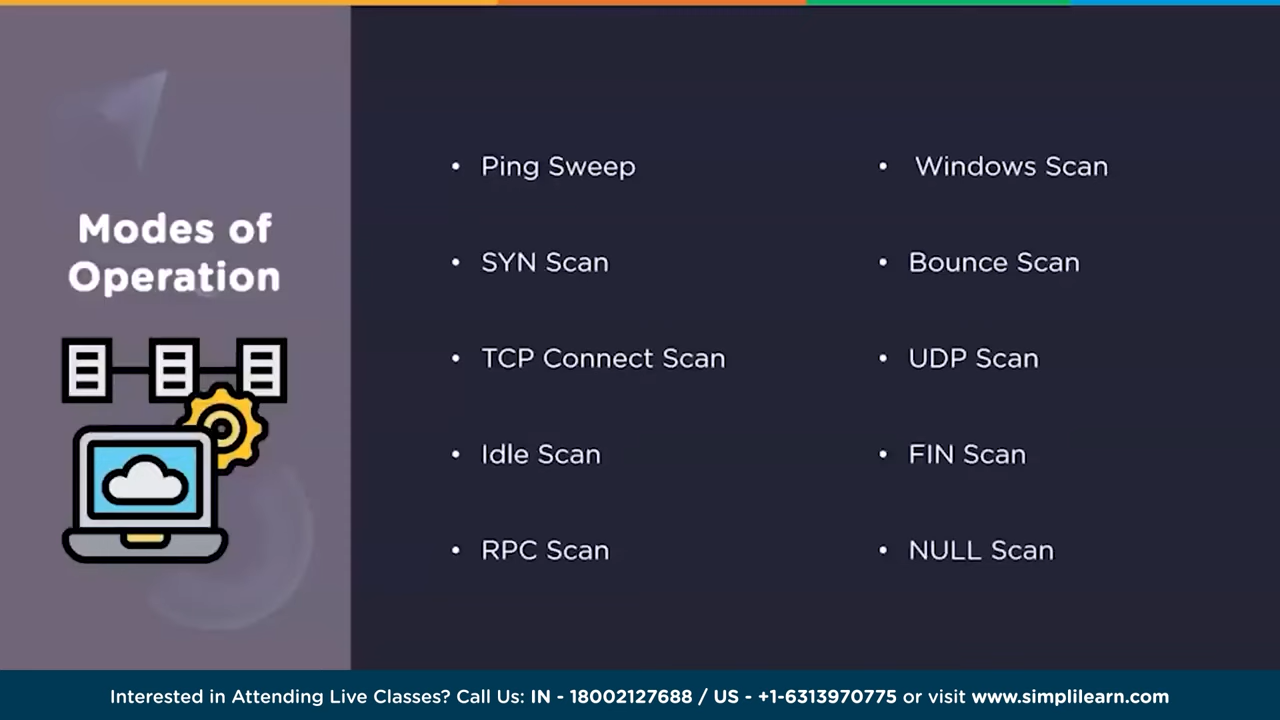 Modes of
Operation
• Ping Sweep
• SYN Scan
• TCP Connect Scan
• Idle Scan
• RPC Scan
• Windows Scan
• Bounce Scan
• UDP Scan
• FIN Scan
• NULL Scan
Interested in Attending Live Classes? Call Us: IN - 18002127688 / US - +1-6313970775 or visit www.simplilearn.com